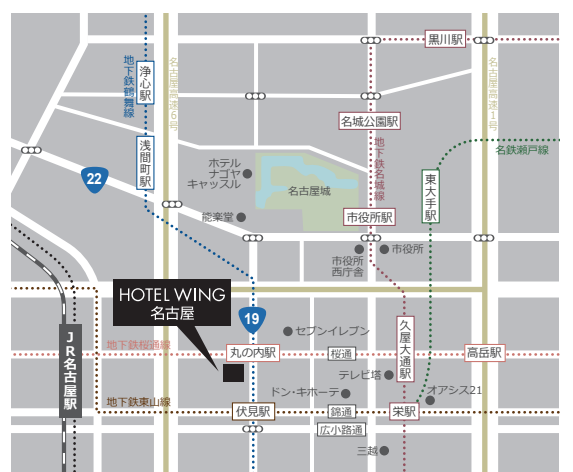 黒川駅
地下鉄鶴舞線
浄心駅
名古屋高速6号
名古屋高速1号
名城公園駅
地下鉄名城線
浅間町駅
名鉄瀬戸線
22
ホテル
ナゴヤ
キャッスル
名古屋城
東大手駅
能楽堂
市役所駅
市役所
市役所
西庁舎
HOTEL WING
名古屋
19
セブンイレブン
久屋大通駅
JR名古屋駅
地下鉄桜通線
丸の内駅
桜通
高岳駅
テレビ塔
ドン・キホーテ
オアシス21
地下鉄東山線
伏見駅
錦通
栄駅
広小路通
三越